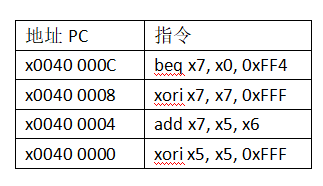 地址 PC 指令
x0040 000C beq x7, x0, 0xFF4
x0040 0008 xori x7, x7, 0xFFF
x0040 0004 add x7, x5, x6
x0040 0000 xori x5, x5, 0xFFF